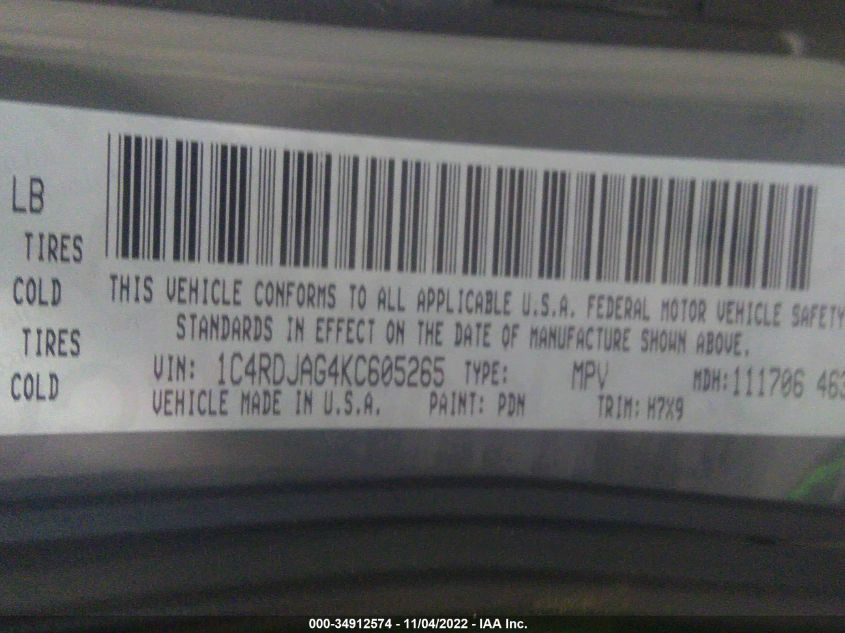 LB
TIRES
COLD
TIRES
COLD
THIS VEHICLE CONFORMS TO ALL APPLICABLE U.S.A. FEDERAL MOTOR VEHICLE SAFETY
STANDARDS IN EFFECT ON THE DATE OF MANUFACTURE SHOWN ABOVE.
VIN: 1C4RDJAG4KC605265 TYPE: MPV MDH:111706 463
VEHICLE MADE IN U.S.A. PAINT: PDN TRIM: H7X9
000-34912574 - 11/04/2022 - IAA Inc.